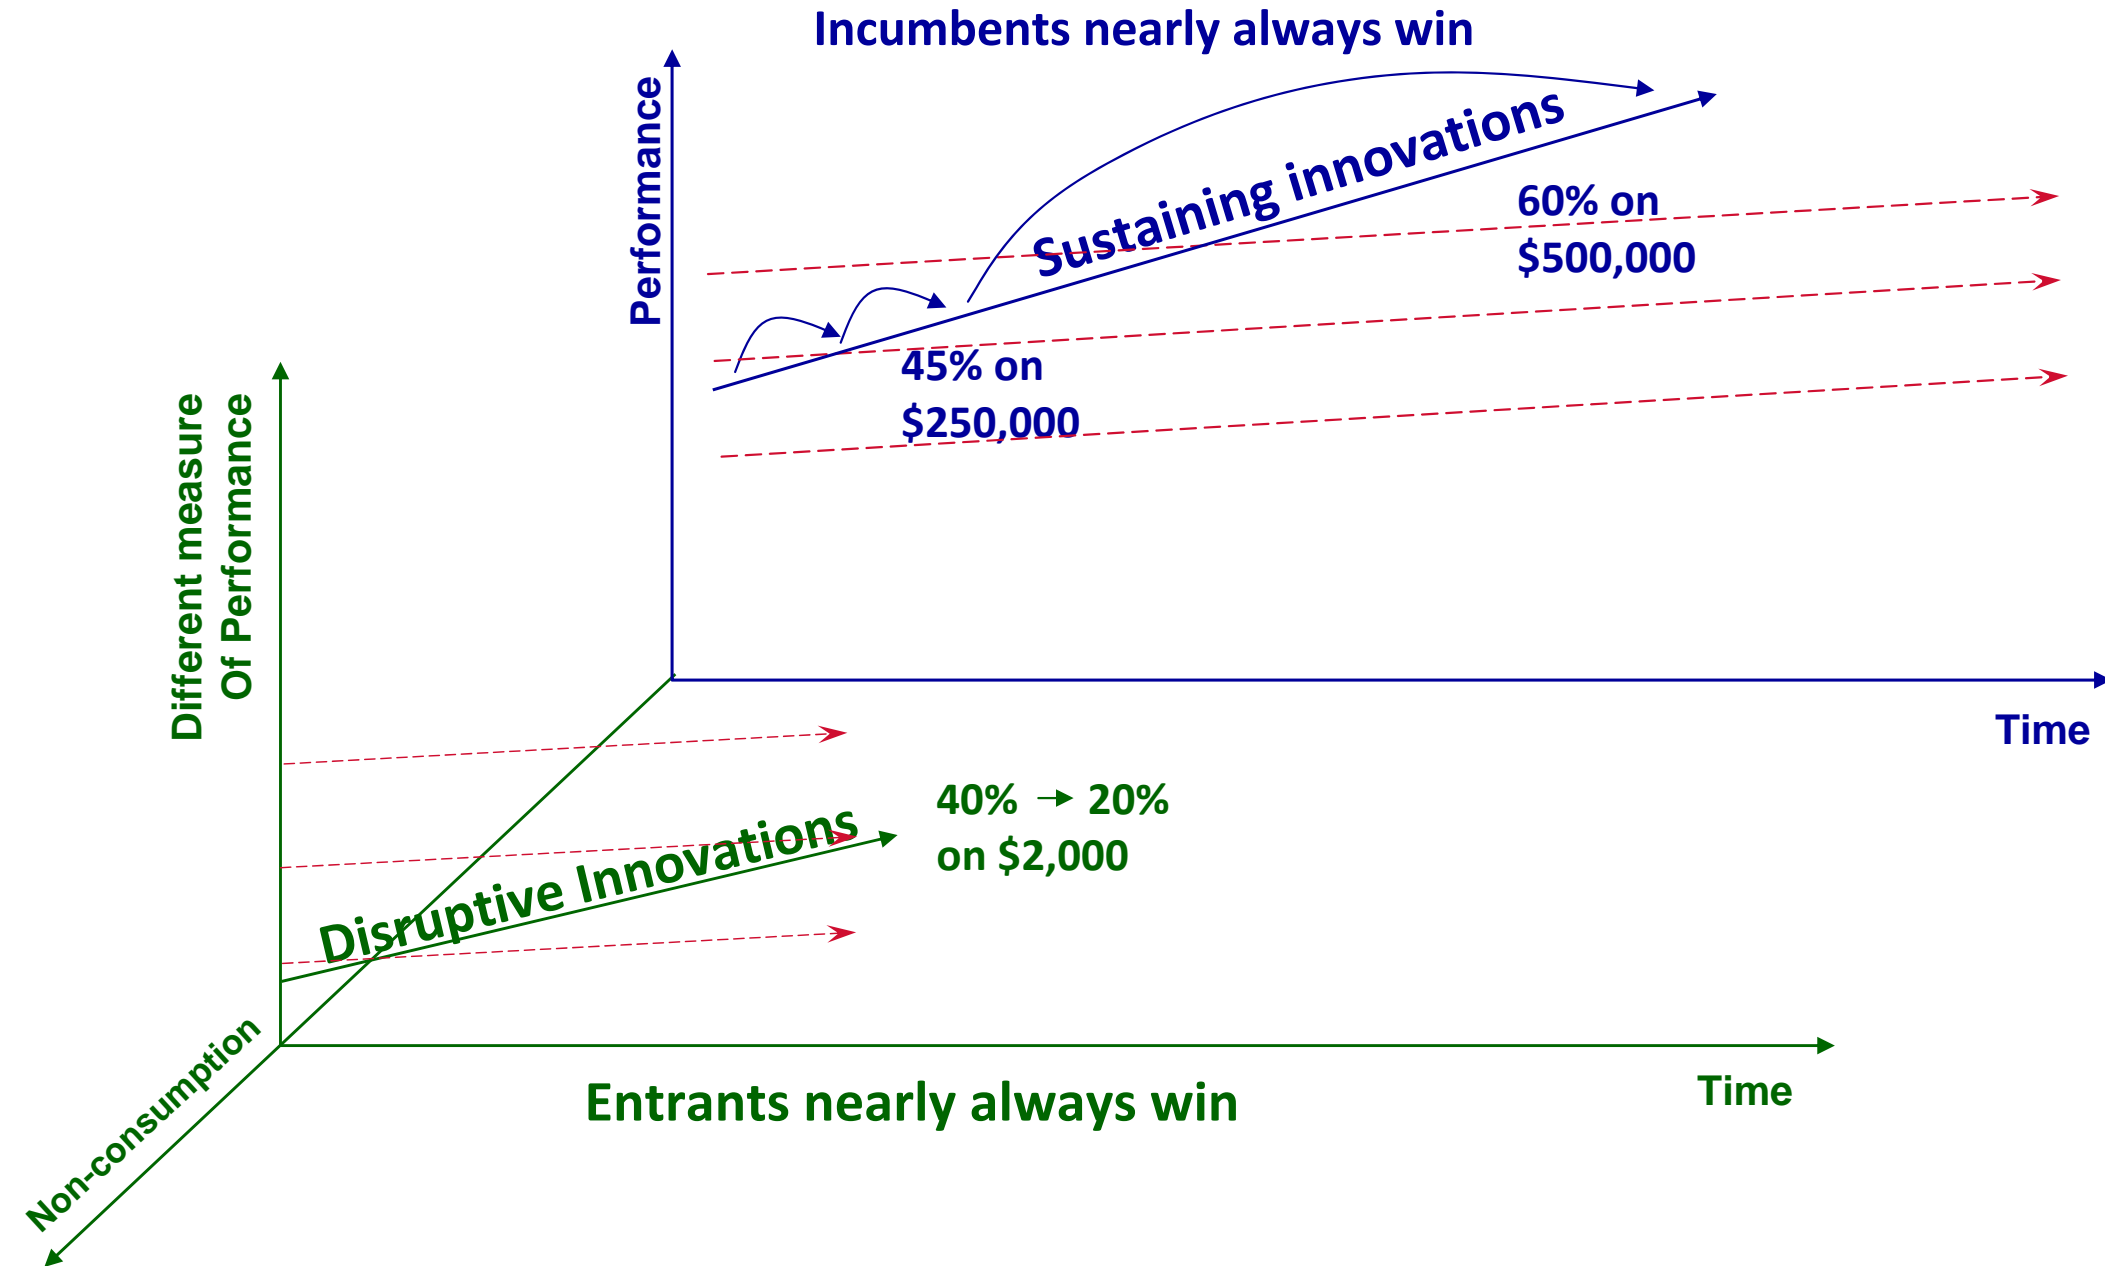 Incumbents nearly always win
Performance
Sustaining innovations
60% on
$500,000
45% on
$250,000
Time
Different measure
Of Performance
40% 20%
on $2,000
Disruptive Innovations
Non-consumption
Time
Entrants nearly always win